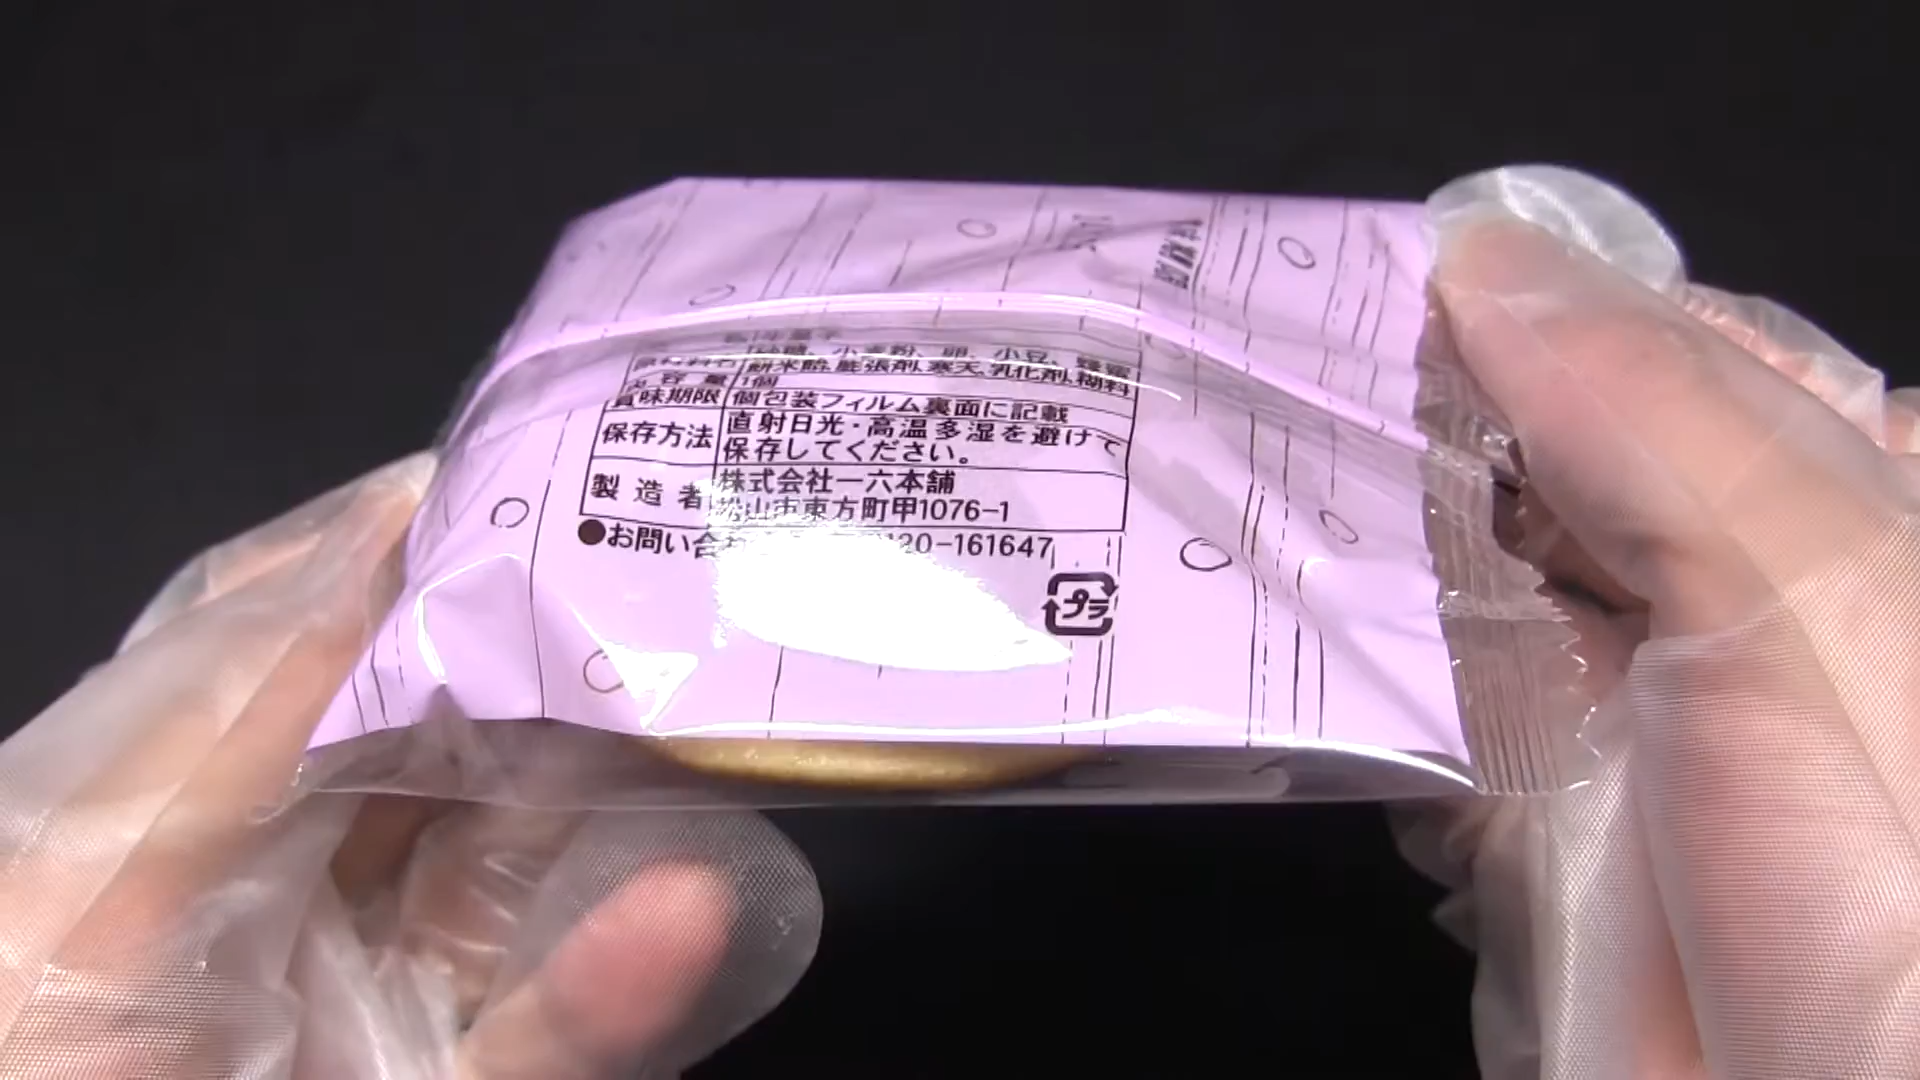 砂糖、小麦粉、卵、小豆、蜂蜜
原材料名 餅米飴、膨張剤、寒天、乳化剤、糊料
内容量 1個
賞味期限 個包装フィルム裏面に記載
保存方法 直射日光・高温多湿を避けて
保存してください。
製造者 株式会社一六本舗
松山市東方町甲1076-1
●お問い合 120-161647
プラ